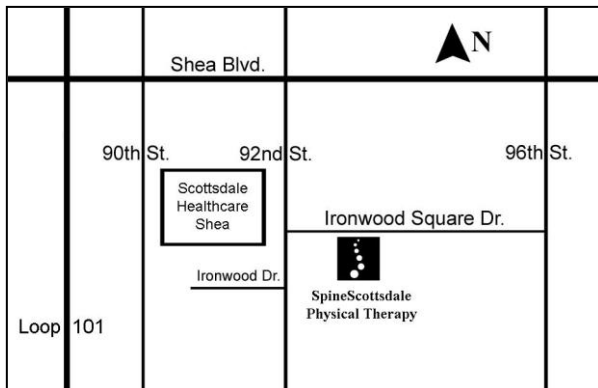 N
Shea Blvd.
90th St.
92nd St.
96th St.
Scottsdale
Healthcare
Shea
Ironwood Square Dr.
Ironwood Dr.
SpineScottsdale
Physical Therapy
Loop 101